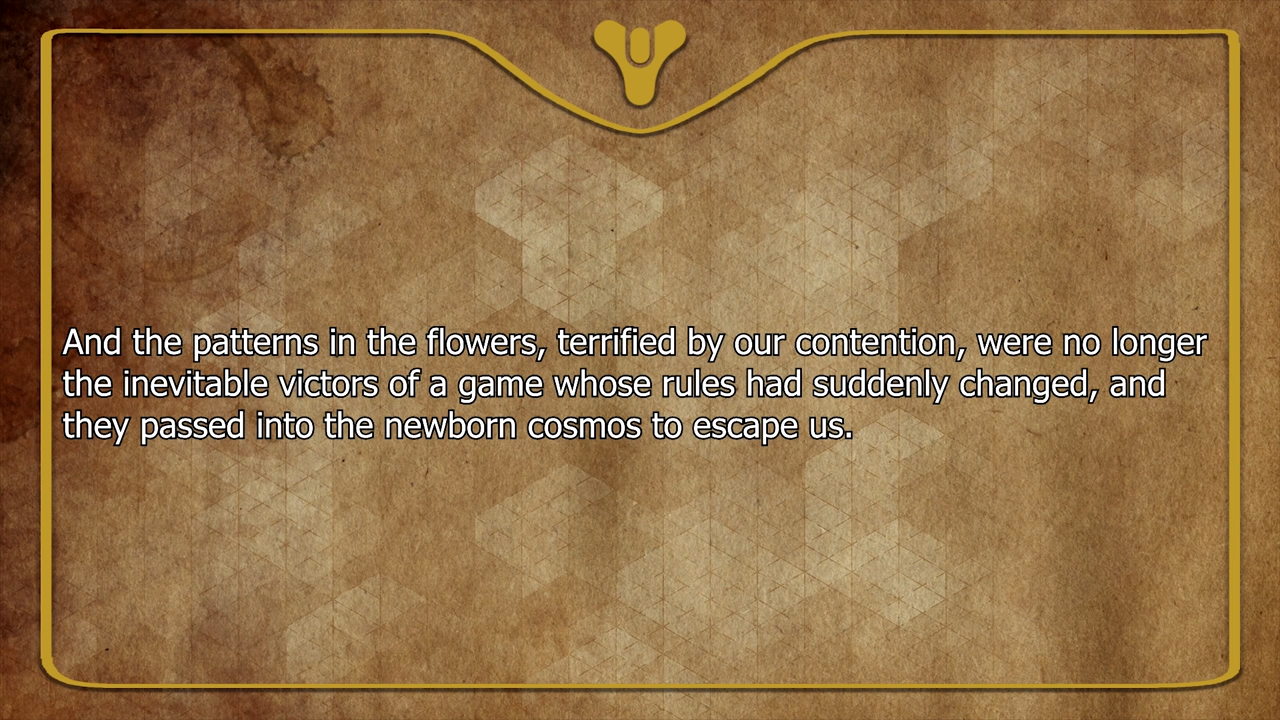 And the patterns in the flowers, terrified by our contention, were no longer
the inevitable victors of a game whose rules had suddenly changed, and
they passed into the newborn cosmos to escape us.